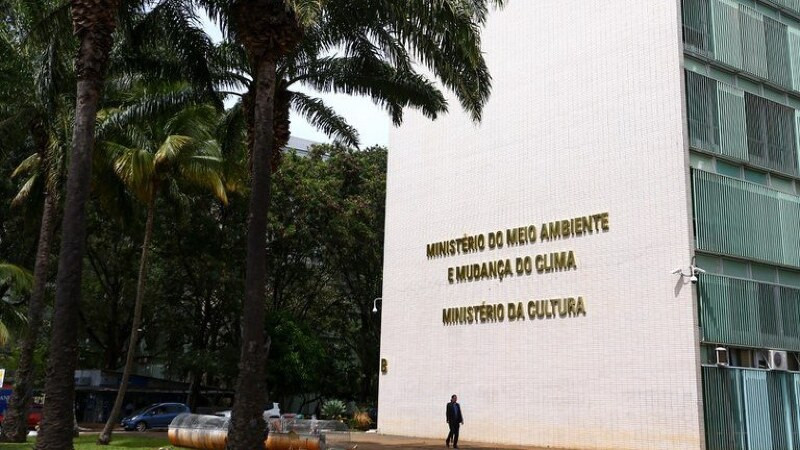 MINISTÉRIO DO MEIO AMBIENTE
E MUDANÇA DO CLIMA
MINISTÉRIO DA CULTURA
B